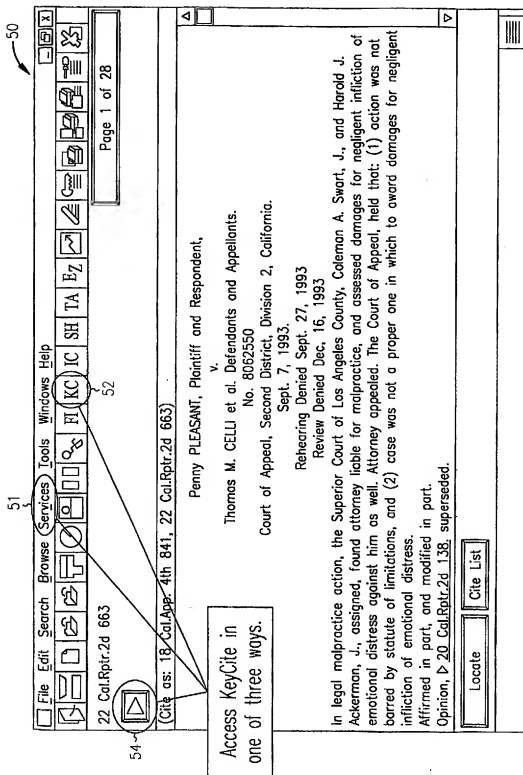 50
51
File Edit Search Browse Services Tools Windows Help
FI KC IC SH TA EZ
52
22 Cal.Rptr.2d 663
Page 1 of 28
54
(Cite as: 18 Cal.App. 4th 841, 22 Cal.Rptr.2d 663)
Access KeyCite in
one of three ways.
Penny PLEASANT, Plaintiff and Respondent,
v.
Thomas M. CELLI et al. Defendants and Appellants.
No. 8062550
Court of Appeal, Second District, Division 2, California.
Sept. 7, 1993.
Rehearing Denied Sept. 27, 1993
Review Denied Dec, 16, 1993
In legal malpractice action, the Superior Court of Los Angeles County, Coleman A. Swart, J., and Harold J.
Ackerman, J., assigned, found attorney liable for malpractice, and assessed damages for negligent infliction of
emotional distress against him as well. Attorney appealed. The Court of Appeal, held that: (1) action was not
barred by statute of limitations, and (2) case was not a proper one in which to award damages for negligent
infliction of emotional distress.
Affirmed in part, and modified in part.
Opinion, ▷ 20 Cal.Rptr.2d 138, superseded.
Locate
Cite List